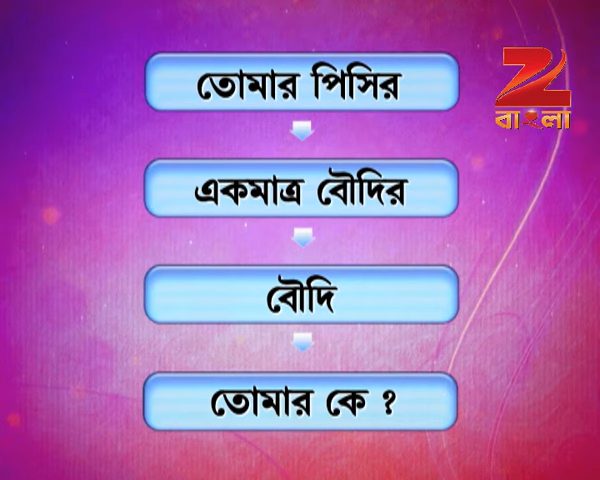 তোমার পিসির
একমাত্র বৌদির
বৌদি
তোমার কে ?
Z
বাংলা